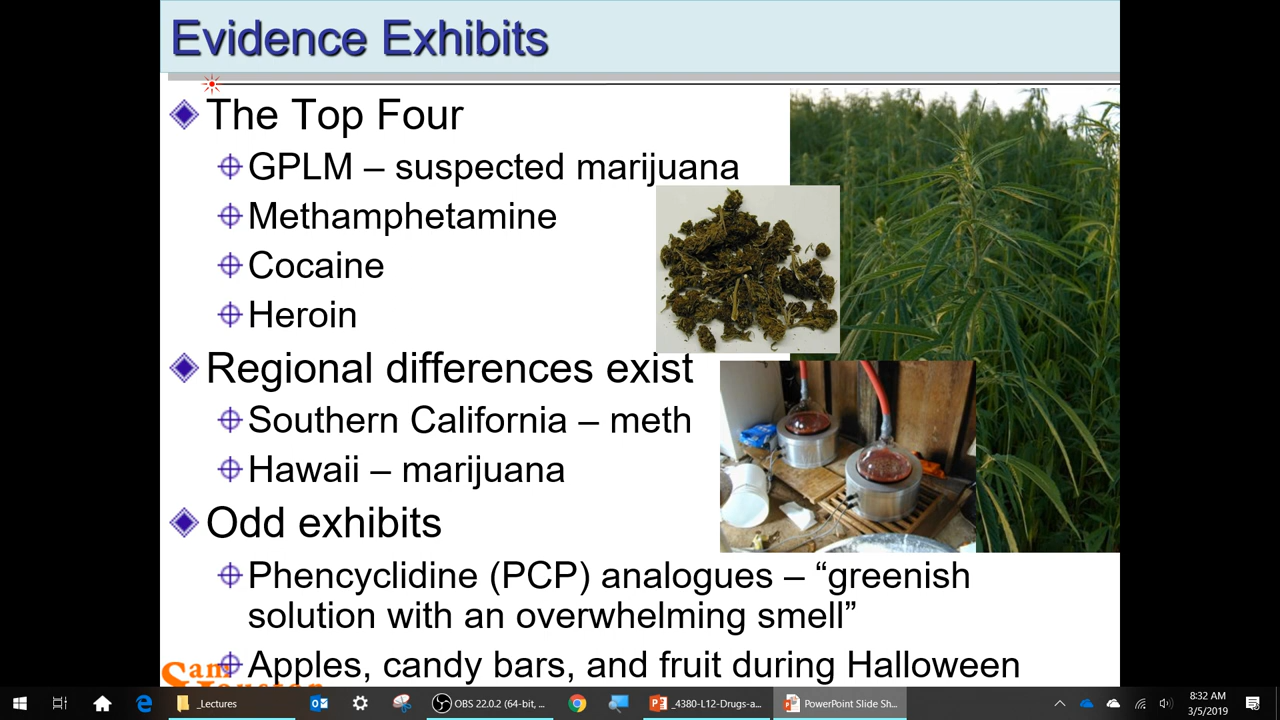 Evidence Exhibits
The Top Four
GPLM – suspected marijuana
Methamphetamine
Cocaine
Heroin
Regional differences exist
Southern California – meth
Hawaii – marijuana
Odd exhibits
Phencyclidine (PCP) analogues – “greenish
solution with an overwhelming smell”
Apples, candy bars, and fruit during Halloween
Sam
Houston
_Lectures
OBS 22.0.2 (64-bit, ...
_4380-L12-Drugs-a...
PowerPoint Slide Sh...
8:32 AM
3/5/2019